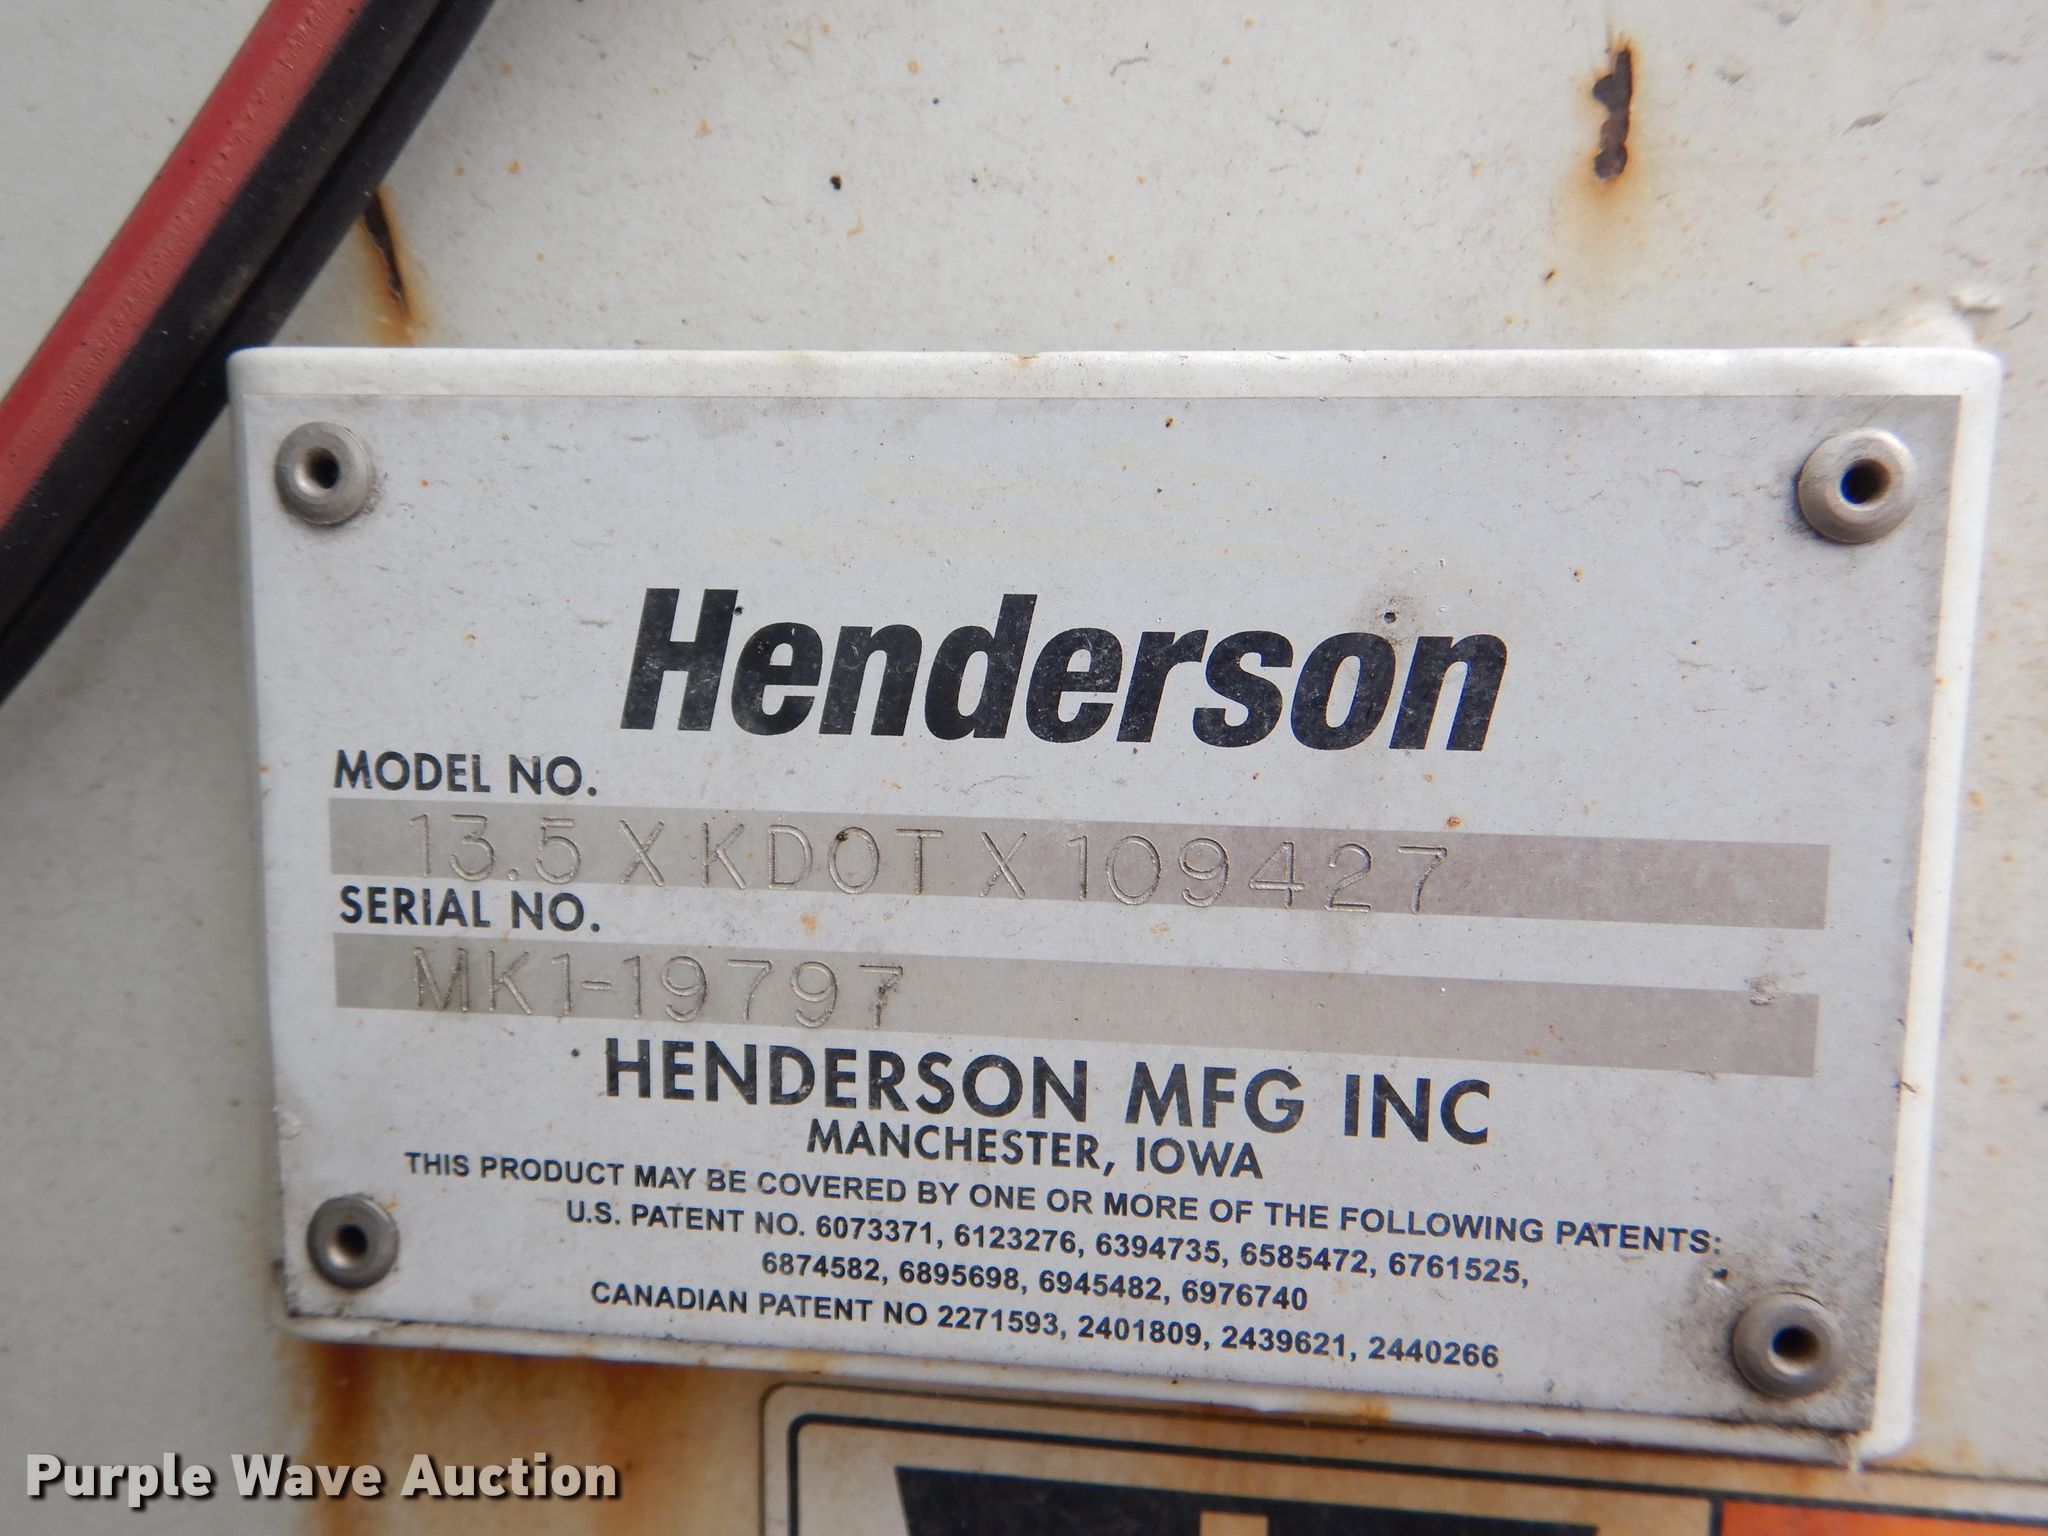 Henderson
MODEL NO.
13.5 X KDOT X 109427
SERIAL NO.
MK1-19797
HENDERSON MFG INC
MANCHESTER, IOWA
THIS PRODUCT MAY BE COVERED BY ONE OR MORE OF THE FOLLOWING PATENTS:
U.S. PATENT NO. 6073371, 6123276, 6394735, 6585472, 6761525,
6874582, 6895698, 6945482, 6976740
CANADIAN PATENT NO 2271593, 2401809, 2439621, 2440266
Purple Wave Auction